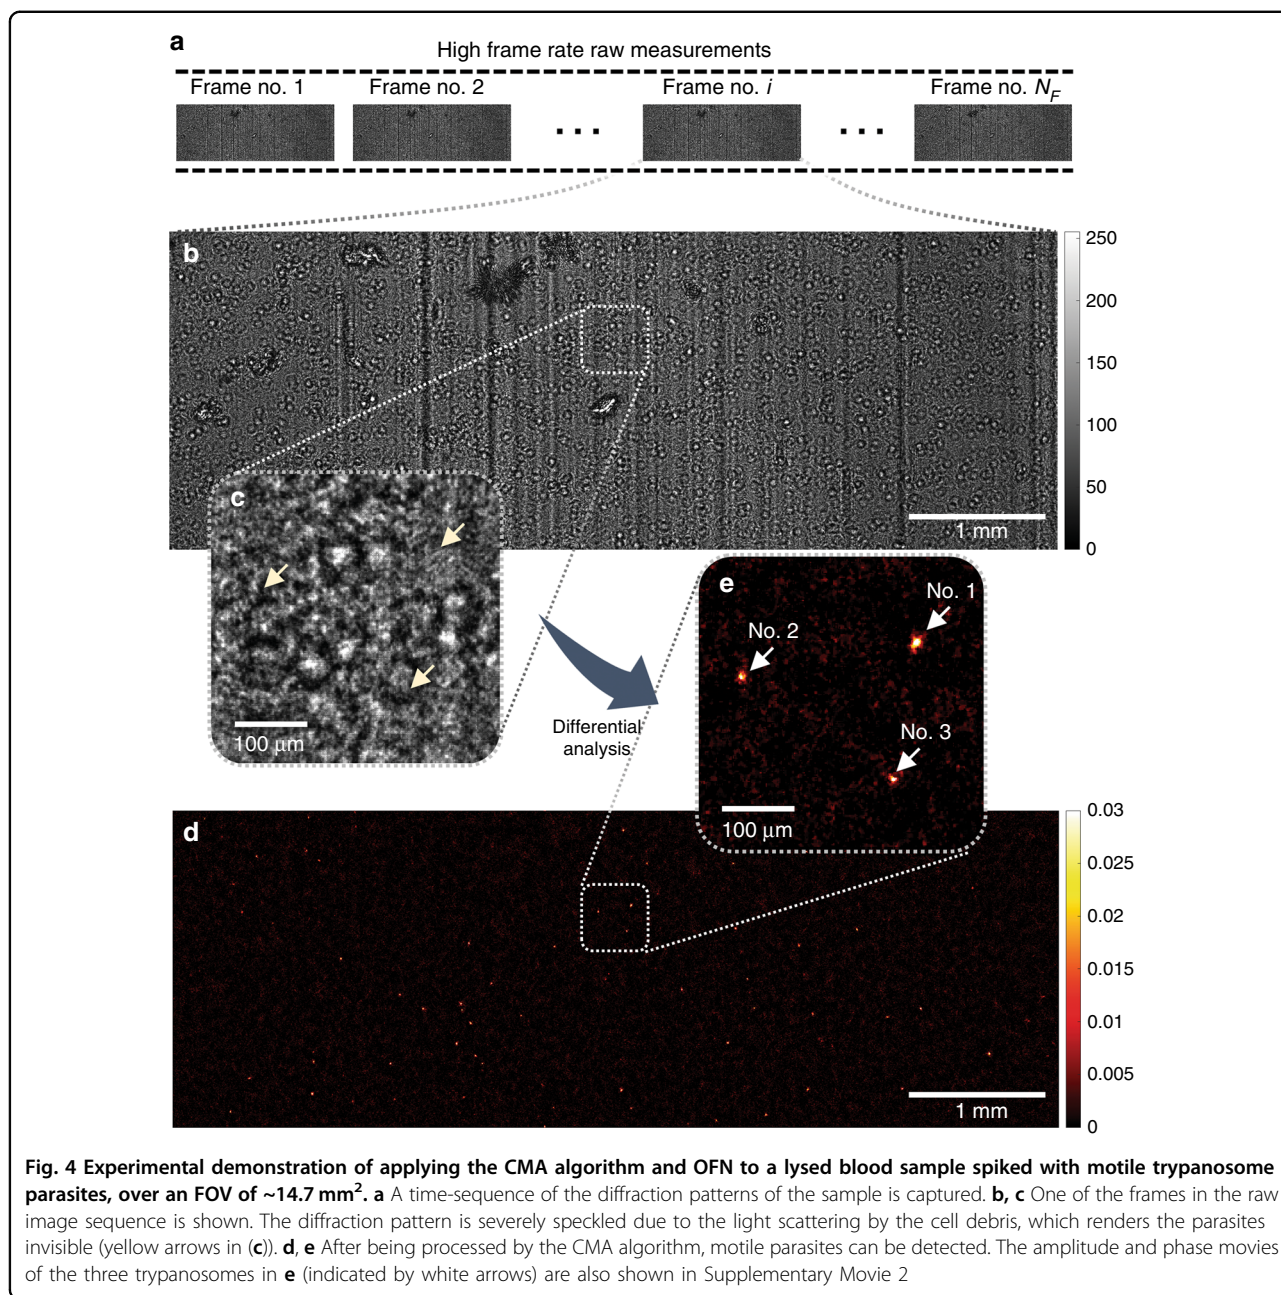 a
High frame rate raw measurements
Frame no. 1 Frame no. 2 Frame no. i Frame no. N_F
... ...
b
250
200
150
100
50
0
1 mm
c
100 μm
Differential
analysis
e
No. 1
No. 2
No. 3
100 μm
d
0.03
0.025
0.02
0.015
0.01
0.005
0
1 mm
Fig. 4 Experimental demonstration of applying the CMA algorithm and OFN to a lysed blood sample spiked with motile trypanosome
parasites, over an FOV of ~14.7 mm². a A time-sequence of the diffraction patterns of the sample is captured. b, c One of the frames in the raw
image sequence is shown. The diffraction pattern is severely speckled due to the light scattering by the cell debris, which renders the parasites
invisible (yellow arrows in (c)). d, e After being processed by the CMA algorithm, motile parasites can be detected. The amplitude and phase movies
of the three trypanosomes in e (indicated by white arrows) are also shown in Supplementary Movie 2